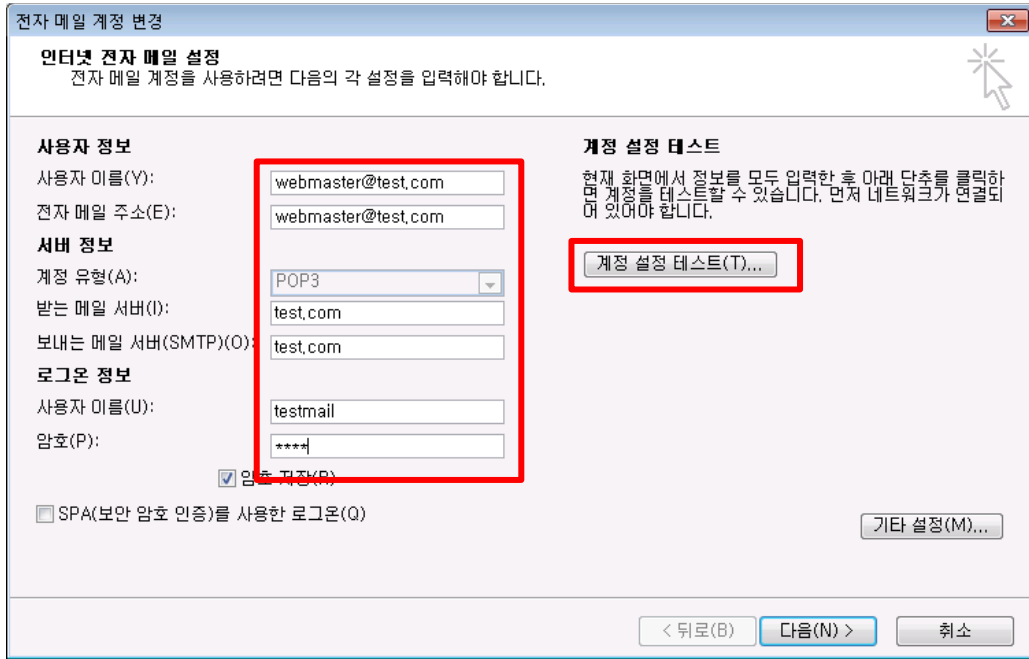 전자 메일 계정 변경
인터넷 전자 메일 설정
전자 메일 계정을 사용하려면 다음의 각 설정을 입력해야 합니다.
사용자 정보
사용자 이름(Y):
webmaster@test.com
전자 메일 주소(E):
webmaster@test.com
서버 정보
계정 유형(A):
POP3
받는 메일 서버(I):
test.com
보내는 메일 서버(SMTP)(O):
test.com
로그온 정보
사용자 이름(U):
testmail
암호(P):
****
암호 저장(R)
SPA(보안 암호 인증)를 사용한 로그온(Q)
계정 설정 테스트
현재 화면에서 정보를 모두 입력한 후 아래 단추를 클릭하
면 계정을 테스트할 수 있습니다. 먼저 네트워크가 연결되
어 있어야 합니다.
계정 설정 테스트(T)...
기타 설정(M)...
< 뒤로(B)
다음(N) >
취소